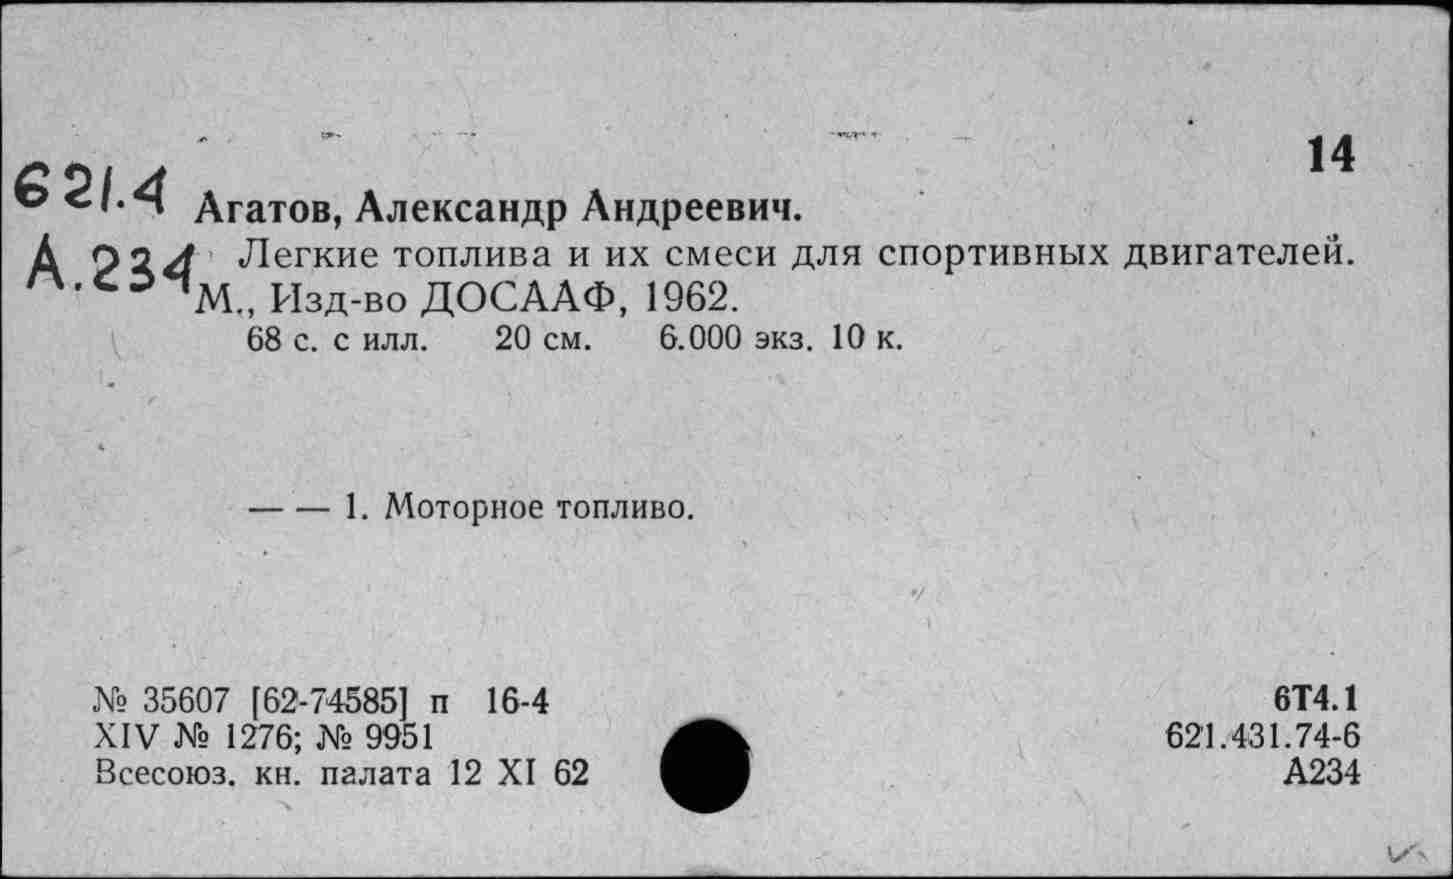 14
621.4 Агатов, Александр Андреевич.
А.234 Легкие топлива и их смеси для спортивных двигателей.
М., Изд-во ДОСААФ, 1962.
68 с. с илл. 20 см. 6.000 экз. 10 к.
— — 1. Моторное топливо.
№ 35607 [62-74585] п 16-4
XIV № 1276; № 9951
Всесоюз. кн. палата 12 XI 62
6Т4.1
621.431.74-6
А234